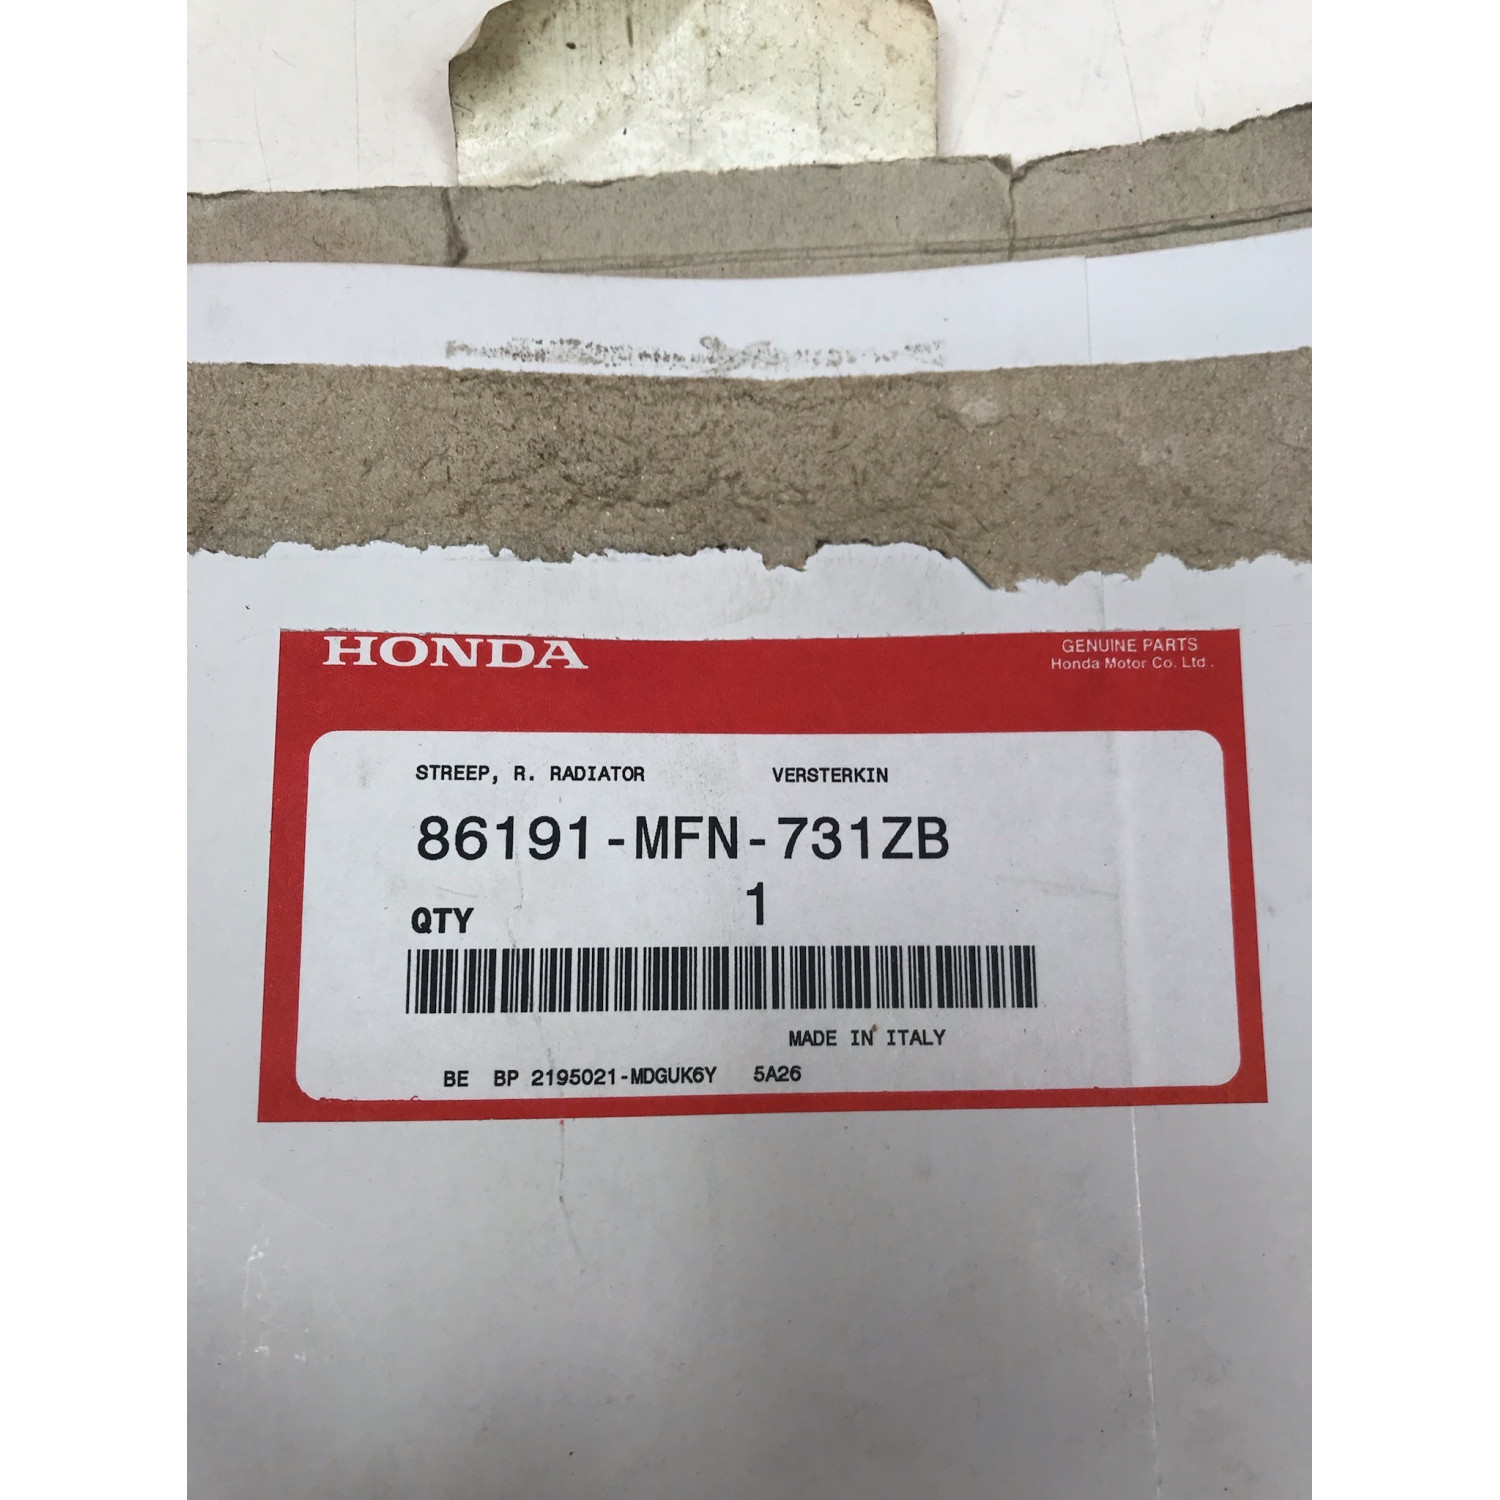 HONDA
GENUINE PARTS
Honda Motor Co. Ltd.
STREEP, R. RADIATOR VERSTERKIN
86191-MFN-731ZB
QTY 1
MADE IN ITALY
BE BP 2195021-MDGUK6Y 5A26